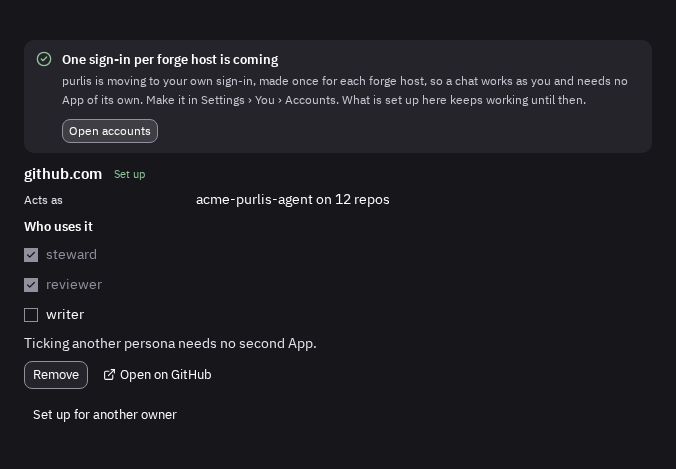 One sign-in per forge host is coming
purlis is moving to your own sign-in, made once for each forge host, so a chat works as you and needs no
App of its own. Make it in Settings › You › Accounts. What is set up here keeps working until then.
Open accounts
github.com Set up
Acts as acme-purlis-agent on 12 repos
Who uses it
steward
reviewer
writer
Ticking another persona needs no second App.
Remove Open on GitHub
Set up for another owner